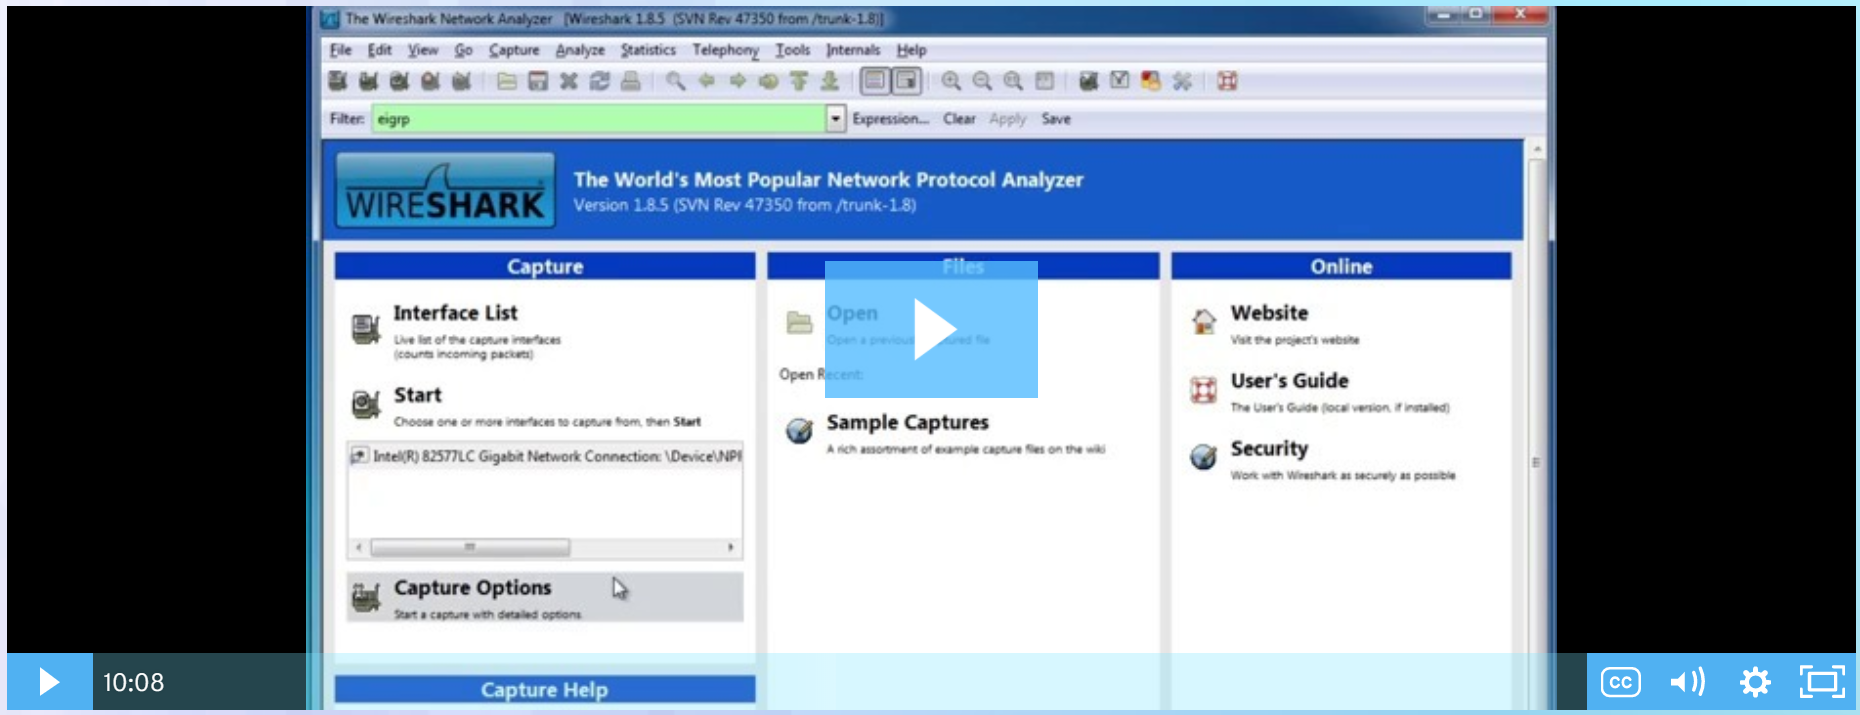 The Wireshark Network Analyzer [Wireshark 1.8.5 (SVN Rev 47350 from /trunk-1.8)]
File Edit View Go Capture Analyze Statistics Telephony Tools Internals Help
Filter: eigrp Expression... Clear Apply Save
WIRESHARK
The World's Most Popular Network Protocol Analyzer
Version 1.8.5 (SVN Rev 47350 from /trunk-1.8)
Capture
Interface List
Live list of the capture interfaces
(counts incoming packets)
Start
Choose one or more interfaces to capture from, then Start
Intel(R) 82577LC Gigabit Network Connection: \Device\NPI
Capture Options
Start a capture with detailed options
Capture Help
Files
Open
Open a previously captured file
Open Recent:
Sample Captures
A rich assortment of example capture files on the wiki
Online
Website
Visit the project's website
User's Guide
The User's Guide (local version, if installed)
Security
Work with Wireshark as securely as possible
10:08
CC